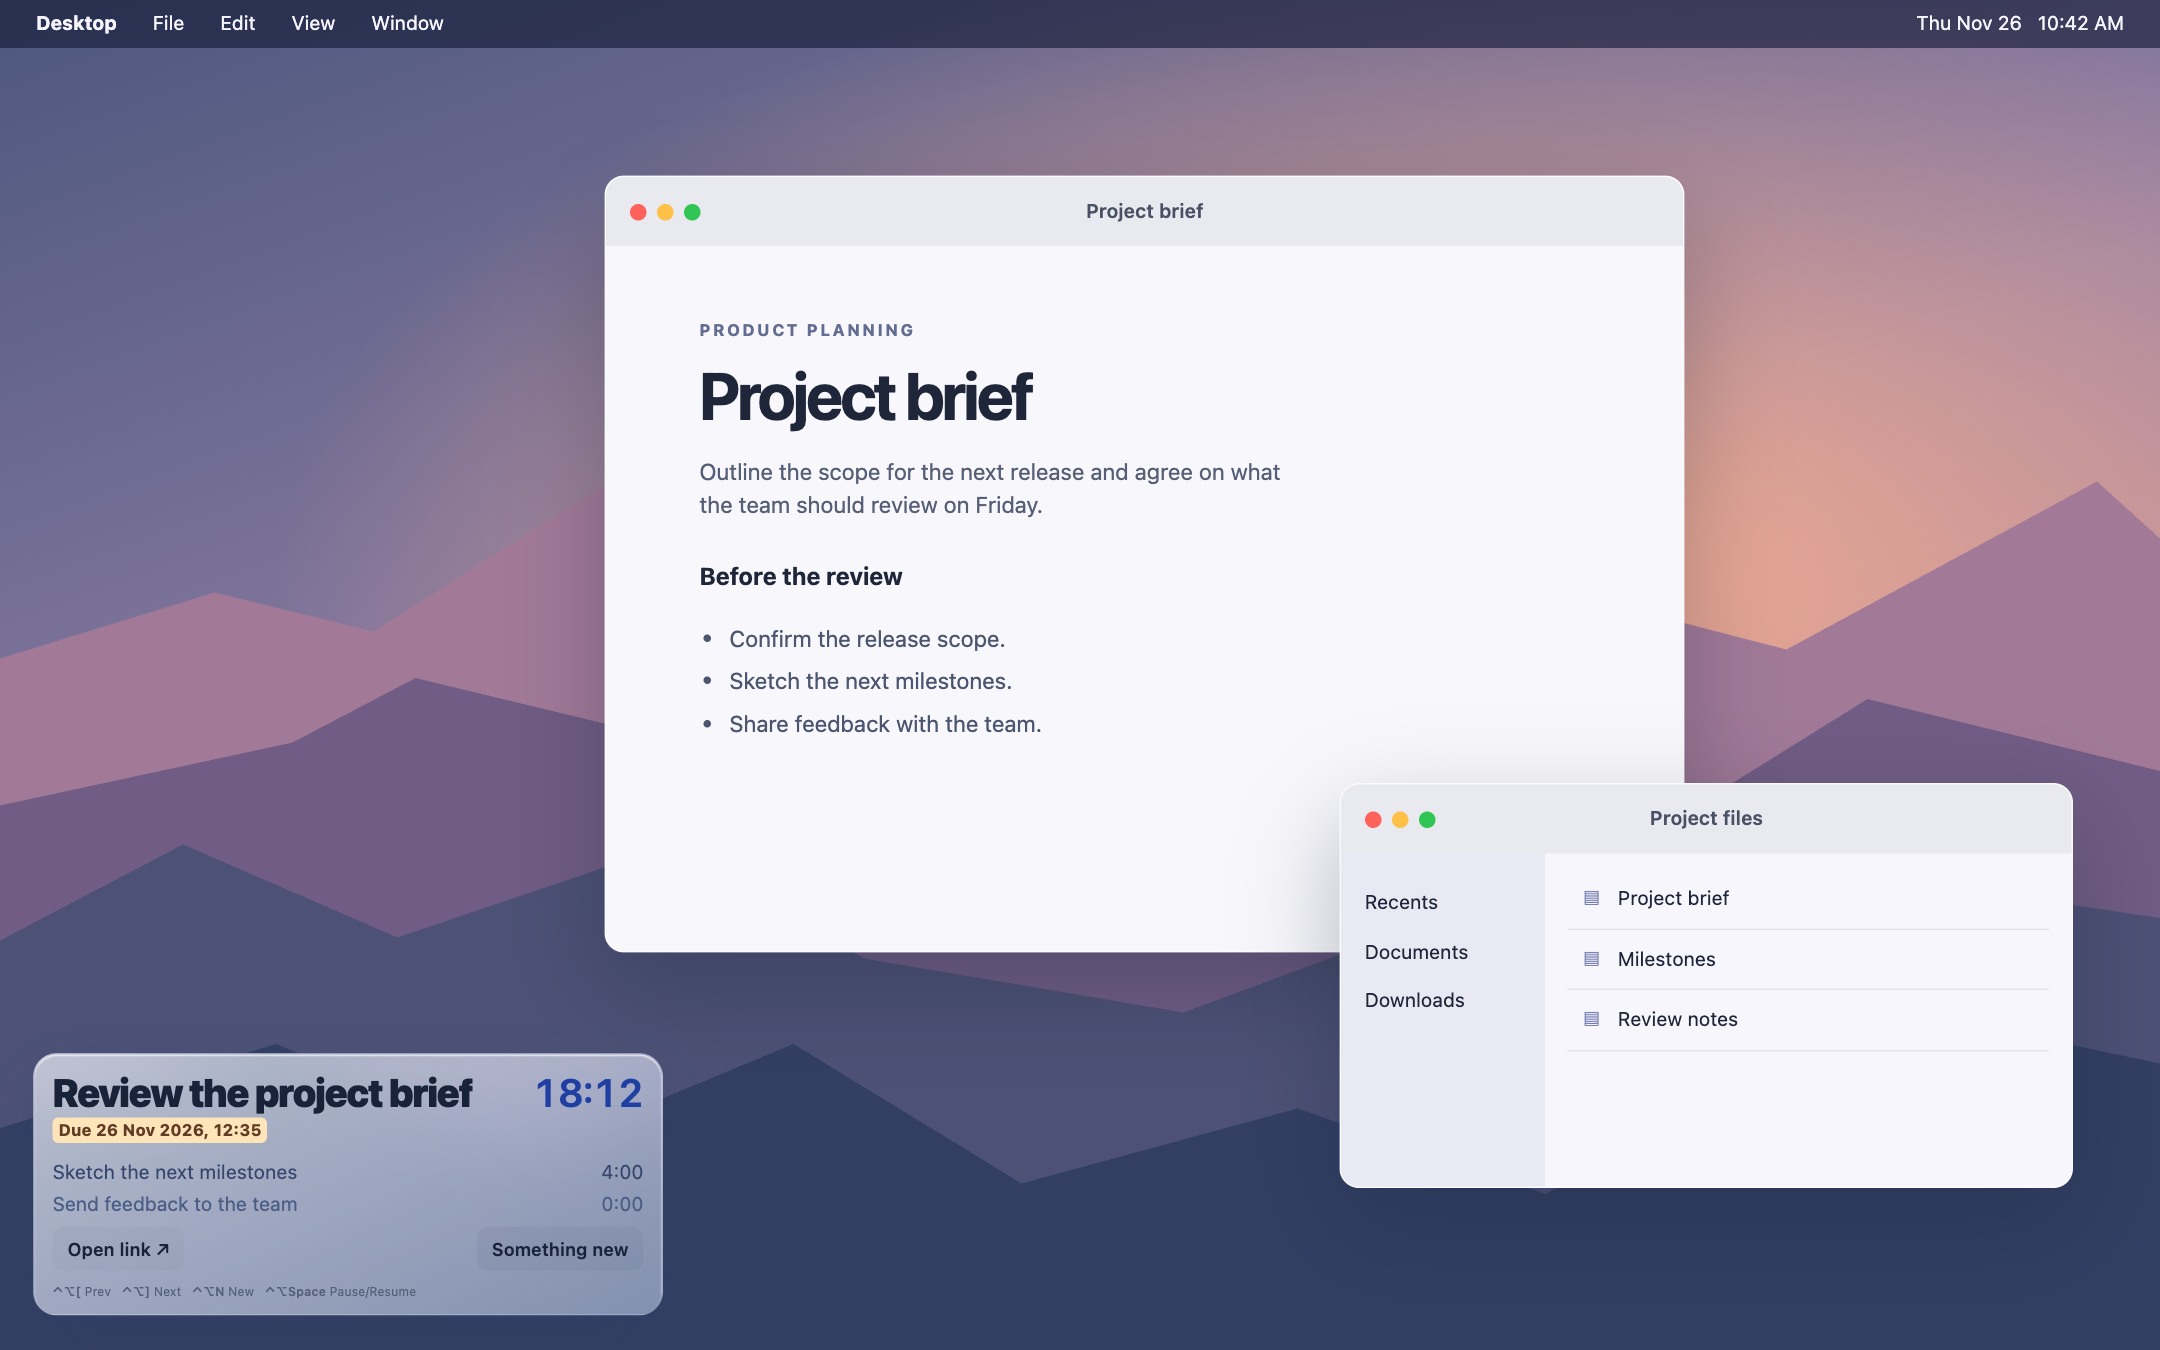 Desktop File Edit View Window Thu Nov 26 10:42 AM
Project brief
PRODUCT PLANNING
Project brief
Outline the scope for the next release and agree on what
the team should review on Friday.
Before the review
• Confirm the release scope.
• Sketch the next milestones.
• Share feedback with the team.
Project files
Recents
Documents
Downloads
Project brief
Milestones
Review notes
Review the project brief 18:12
Due 26 Nov 2026, 12:35
Sketch the next milestones 4:00
Send feedback to the team 0:00
Open link ↗ Something new
^⌥[ Prev ^⌥] Next ^⌥N New ^⌥Space Pause/Resume